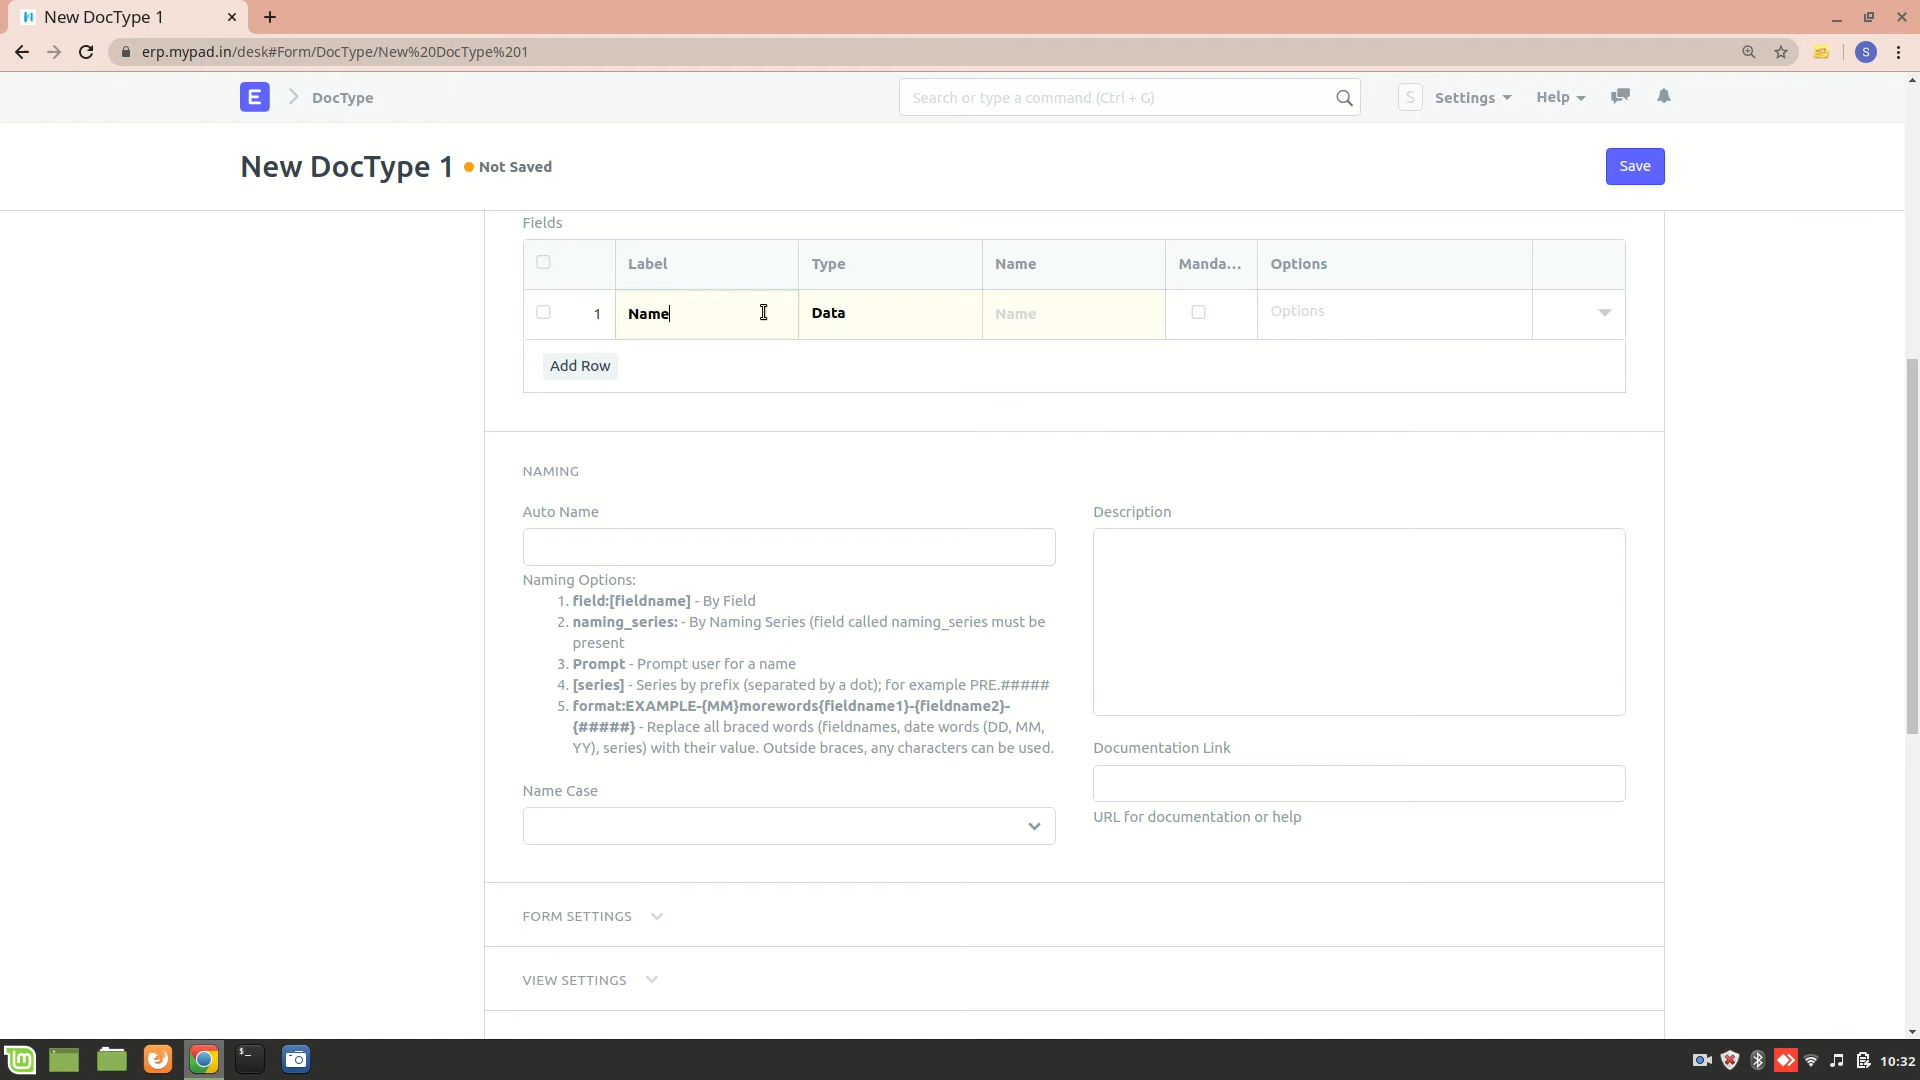 New DocType 1
erp.mypad.in/desk#Form/DocType/New%20DocType%201
S
E
DocType
Search or type a command (Ctrl + G)
S
Settings
Help
New DocType 1
Not Saved
Save
Fields
Label
Type
Name
Manda...
Options
1
Name
Data
Name
Options
Add Row
NAMING
Auto Name
Naming Options:
1. field:[fieldname] - By Field
2. naming_series: - By Naming Series (field called naming_series must be
present
3. Prompt - Prompt user for a name
4. [series] - Series by prefix (separated by a dot); for example PRE.#####
5. format:EXAMPLE-{MM}morewords{fieldname1}-{fieldname2}-
{#####} - Replace all braced words (fieldnames, date words (DD, MM,
YY), series) with their value. Outside braces, any characters can be used.
Name Case
Description
Documentation Link
URL for documentation or help
FORM SETTINGS
VIEW SETTINGS
10:32